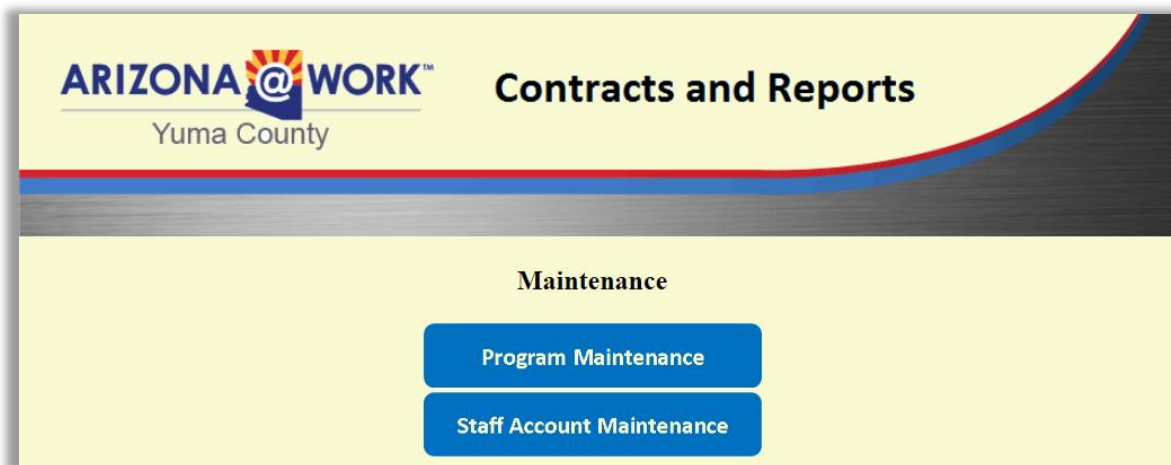 ARIZONA@WORK™
Yuma County
Contracts and Reports
Maintenance
Program Maintenance
Staff Account Maintenance